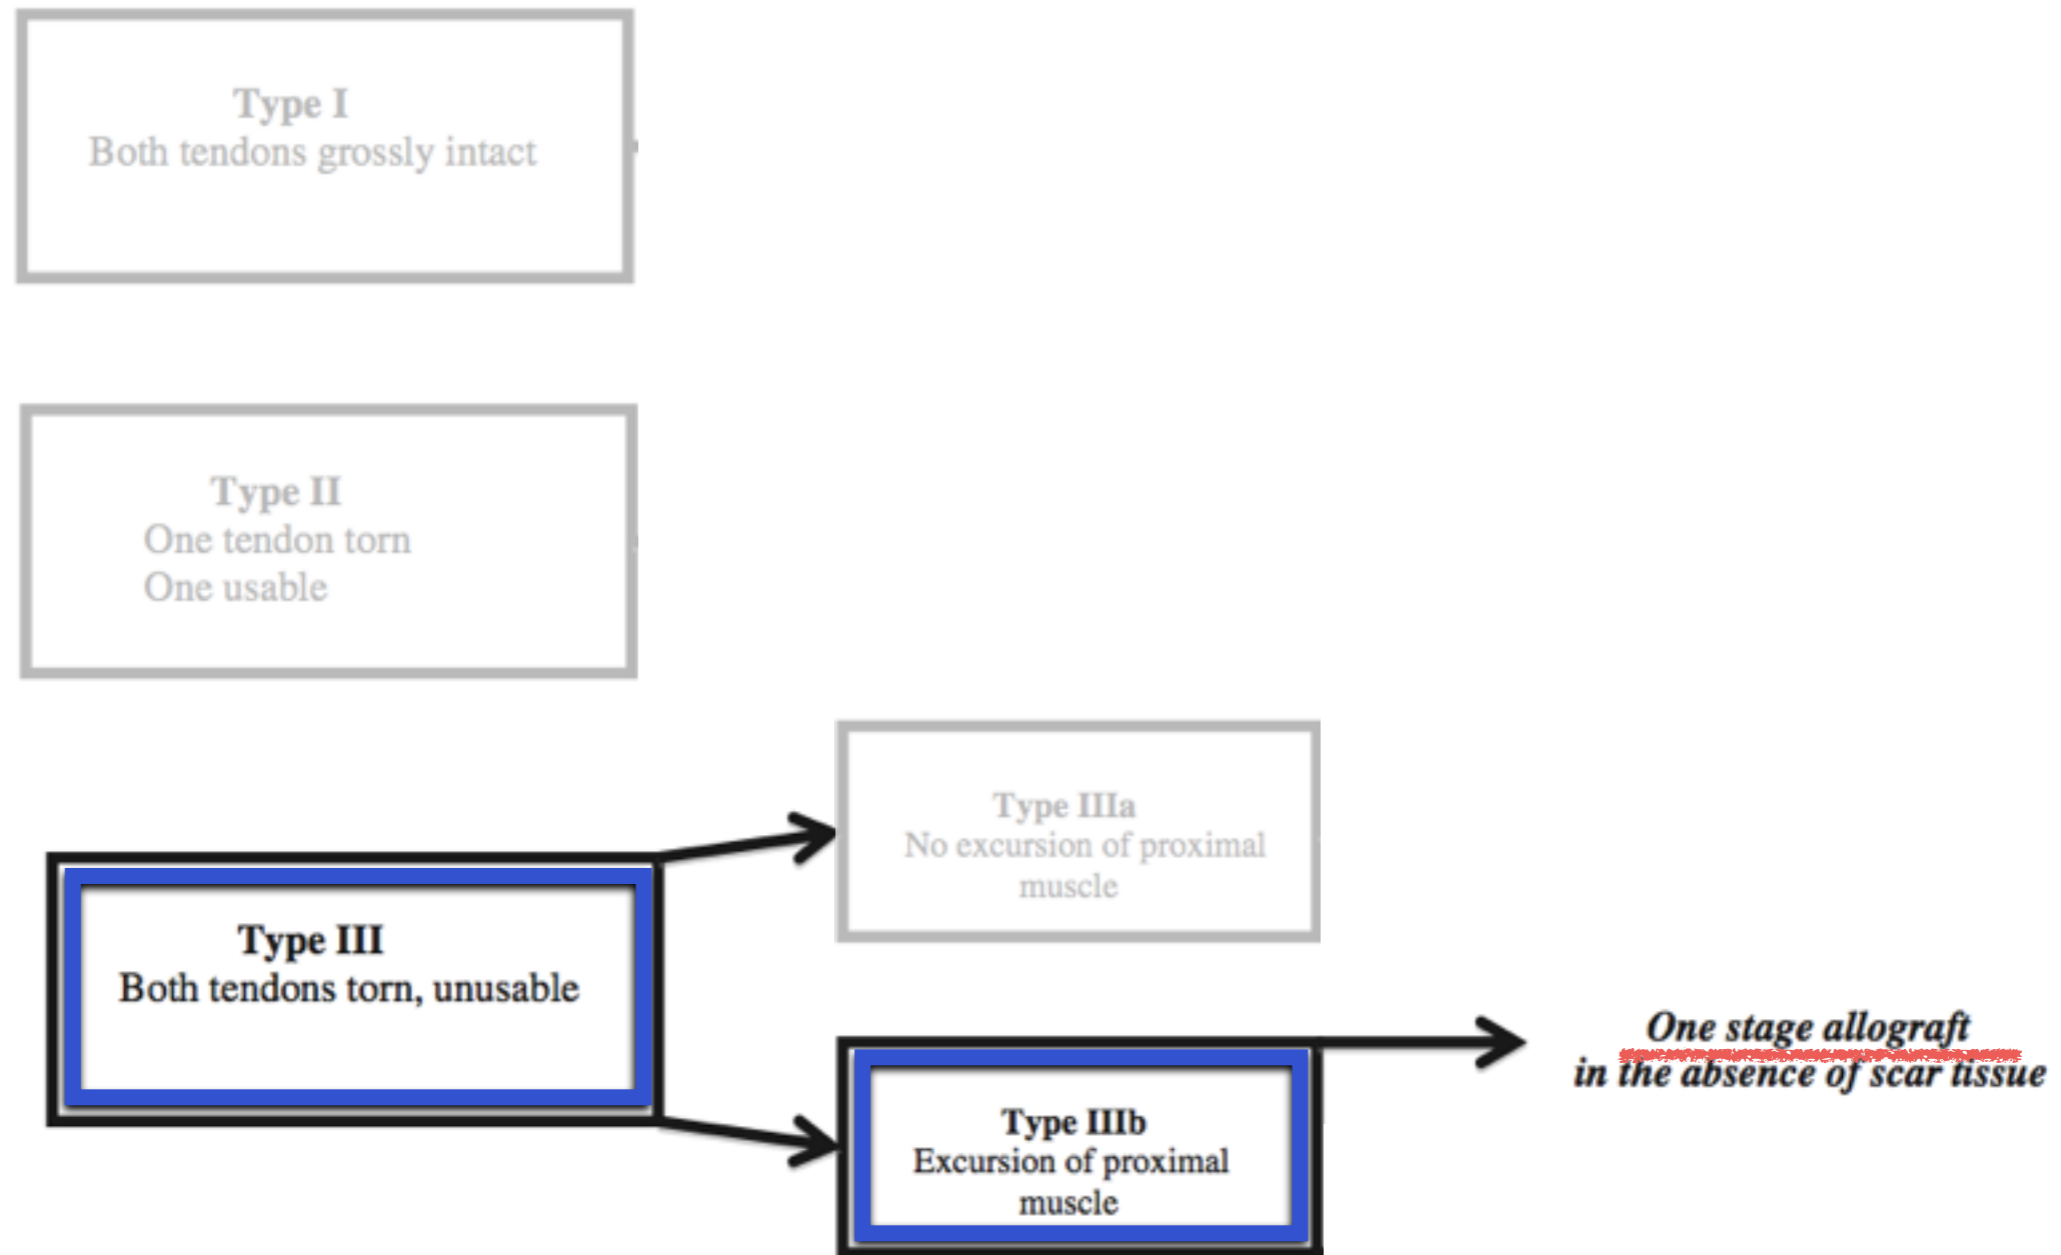 Type I
Both tendons grossly intact
Type II
One tendon torn
One usable
Type IIIa
No excursion of proximal
muscle
Type III
Both tendons torn, unusable
Type IIIb
Excursion of proximal
muscle
One stage allograft
in the absence of scar tissue